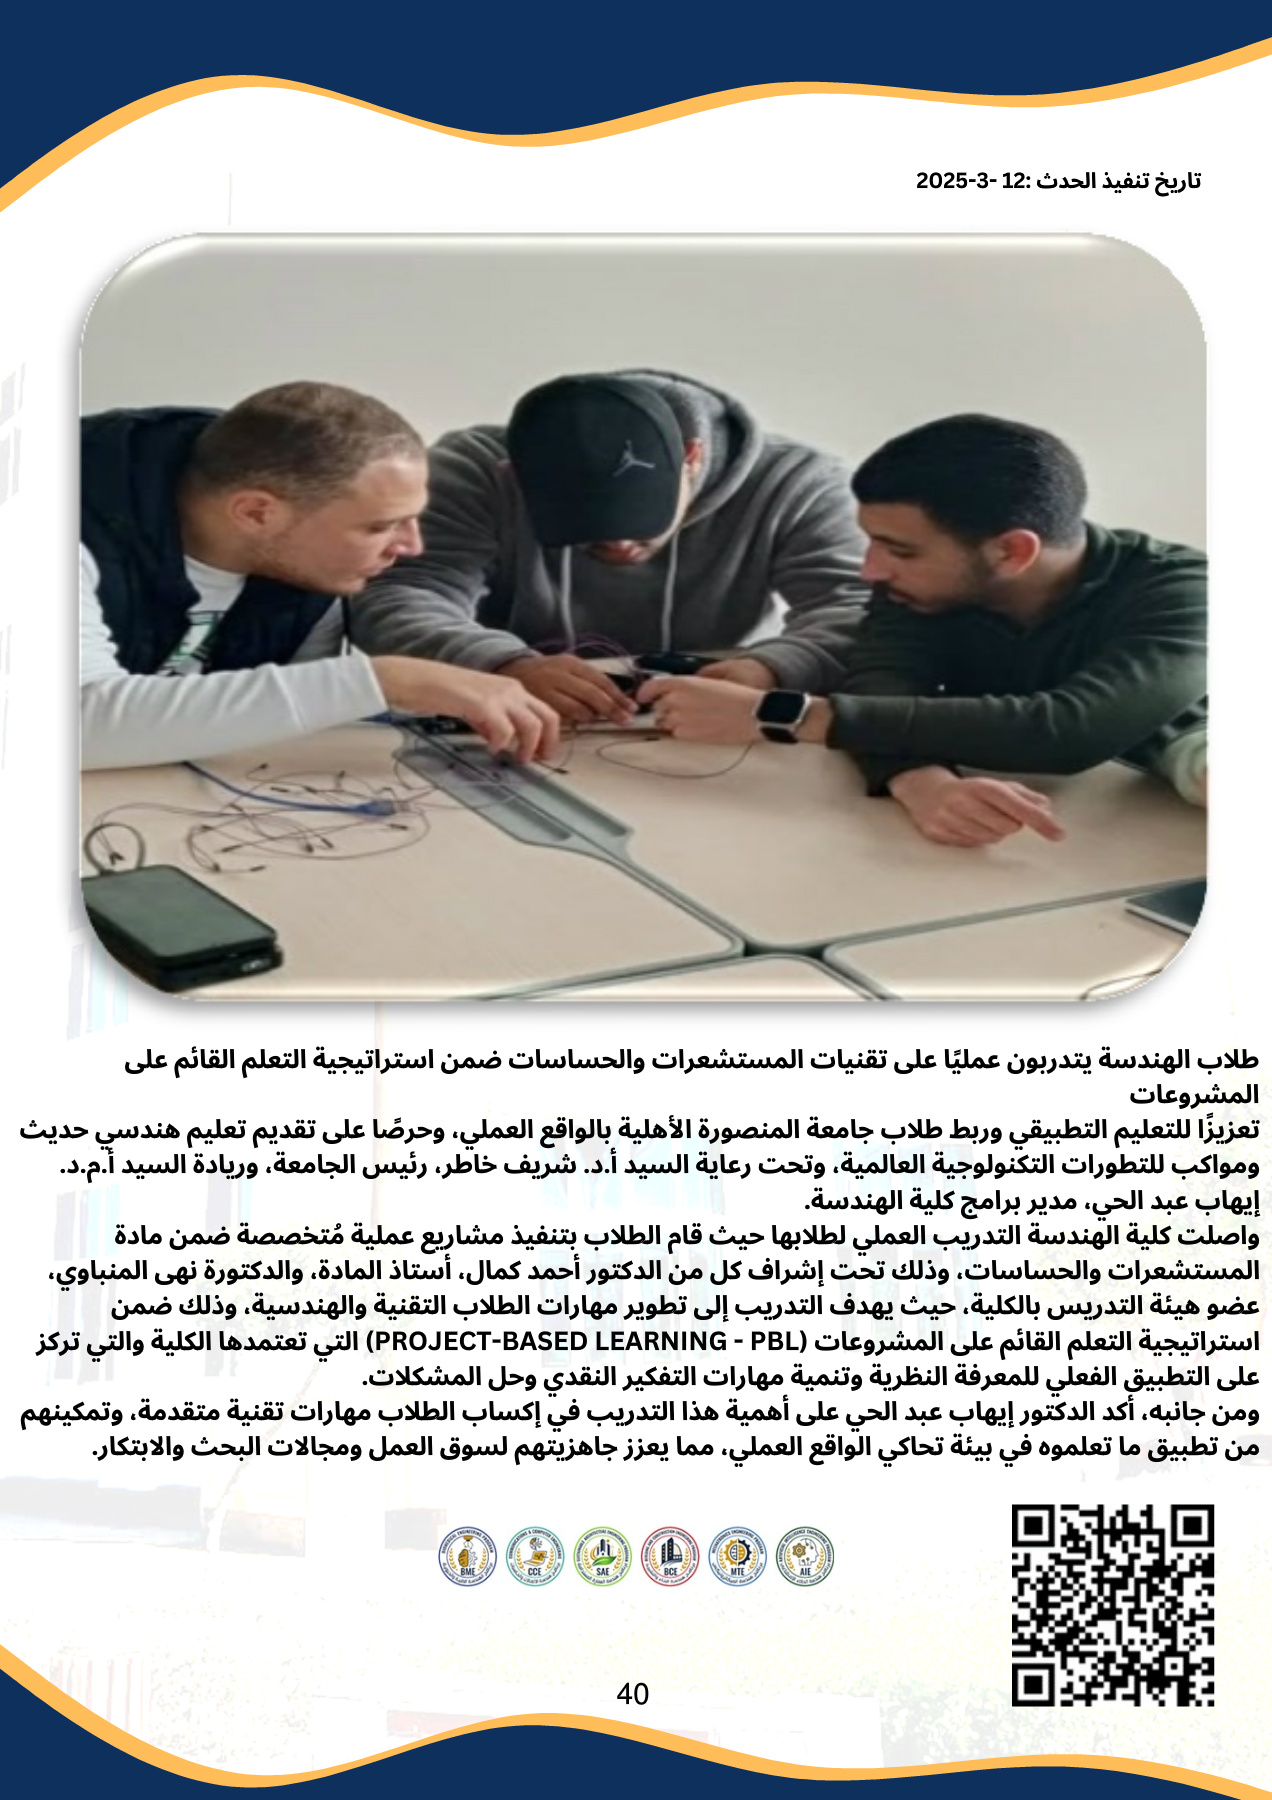 تاريخ تنفيذ الحدث :12 -3-2025
طلاب الهندسة يتدربون عمليًا على تقنيات المستشعرات والحساسات ضمن استراتيجية التعلم القائم على
المشروعات
تعزيزًا للتعليم التطبيقي وربط طلاب جامعة المنصورة الأهلية بالواقع العملي، وحرصًا على تقديم تعليم هندسي حديث
ومواكب للتطورات التكنولوجية العالمية، وتحت رعاية السيد أ.د. شريف خاطر، رئيس الجامعة، وريادة السيد أ.م.د.
إيهاب عبد الحي، مدير برامج كلية الهندسة.
واصلت كلية الهندسة التدريب العملي لطلابها حيث قام الطلاب بتنفيذ مشاريع عملية مُتخصصة ضمن مادة
المستشعرات والحساسات، وذلك تحت إشراف كل من الدكتور أحمد كمال، أستاذ المادة، والدكتورة نهى المنباوي،
عضو هيئة التدريس بالكلية، حيث يهدف التدريب إلى تطوير مهارات الطلاب التقنية والهندسية، وذلك ضمن
استراتيجية التعلم القائم على المشروعات (PROJECT-BASED LEARNING - PBL) التي تعتمدها الكلية والتي تركز
على التطبيق الفعلي للمعرفة النظرية وتنمية مهارات التفكير النقدي وحل المشكلات.
ومن جانبه، أكد الدكتور إيهاب عبد الحي على أهمية هذا التدريب في إكساب الطلاب مهارات تقنية متقدمة، وتمكينهم
من تطبيق ما تعلموه في بيئة تحاكي الواقع العملي، مما يعزز جاهزيتهم لسوق العمل ومجالات البحث والابتكار.
BME CCE SAE BCE MTE AIE
40